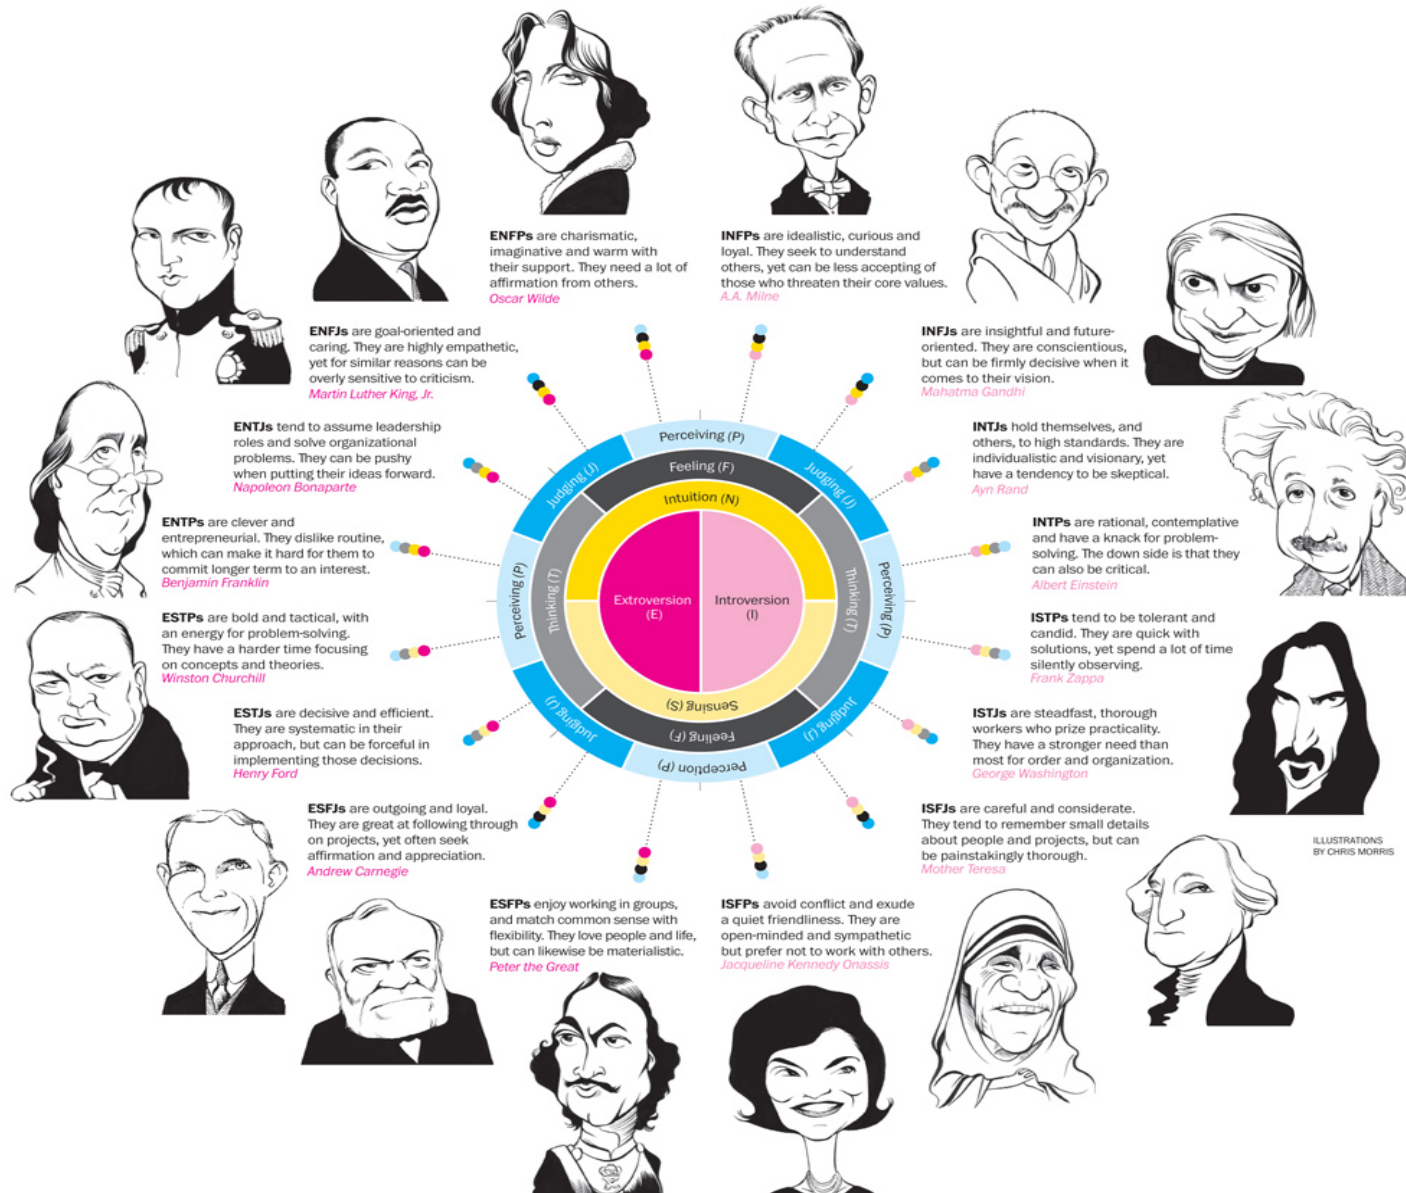 ENFPs are charismatic,
imaginative and warm with
their support. They need a lot of
affirmation from others.
Oscar Wilde
INFPs are idealistic, curious and
loyal. They seek to understand
others, yet can be less accepting of
those who threaten their core values.
A.A. Milne
ENFJs are goal-oriented and
caring. They are highly empathetic,
yet for similar reasons can be
overly sensitive to criticism.
Martin Luther King, Jr.
INFJs are insightful and future-
oriented. They are conscientious,
but can be firmly decisive when it
comes to their vision.
Mahatma Gandhi
ENTJs tend to assume leadership
roles and solve organizational
problems. They can be pushy
when putting their ideas forward.
Napoleon Bonaparte
INTJs hold themselves, and
others, to high standards. They are
individualistic and visionary, yet
have a tendency to be skeptical.
Ayn Rand
ENTPs are clever and
entrepreneurial. They dislike routine,
which can make it hard for them to
commit longer term to an interest.
Benjamin Franklin
INTPs are rational, contemplative
and have a knack for problem-
solving. The down side is that they
can also be critical.
Albert Einstein
ESTPs are bold and tactical, with
an energy for problem-solving.
They have a harder time focusing
on concepts and theories.
Winston Churchill
ISTPs tend to be tolerant and
candid. They are quick with
solutions, yet spend a lot of time
silently observing.
Frank Zappa
ESTJs are decisive and efficient.
They are systematic in their
approach, but can be forceful in
implementing those decisions.
Henry Ford
ISTJs are steadfast, thorough
workers who prize practicality.
They have a stronger need than
most for order and organization.
George Washington
ESFJs are outgoing and loyal.
They are great at following through
on projects, yet often seek
affirmation and appreciation.
Andrew Carnegie
ISFJs are careful and considerate.
They tend to remember small details
about people and projects, but can
be painstakingly thorough.
Mother Teresa
ESFPs enjoy working in groups,
and match common sense with
flexibility. They love people and life,
but can likewise be materialistic.
Peter the Great
ISFPs avoid conflict and exude
a quiet friendliness. They are
open-minded and sympathetic
but prefer not to work with others.
Jacqueline Kennedy Onassis
Perceiving (P)
Judging (J)
Judging (J)
Feeling (F)
Intuition (N)
Perceiving (P)
Thinking (T)
Extroversion
(E)
Introversion
(I)
Thinking (T)
Perceiving (P)
Sensing (S)
Feeling (F)
Judging (J)
Judging (J)
Perception (P)
ILLUSTRATIONS
BY CHRIS MORRIS